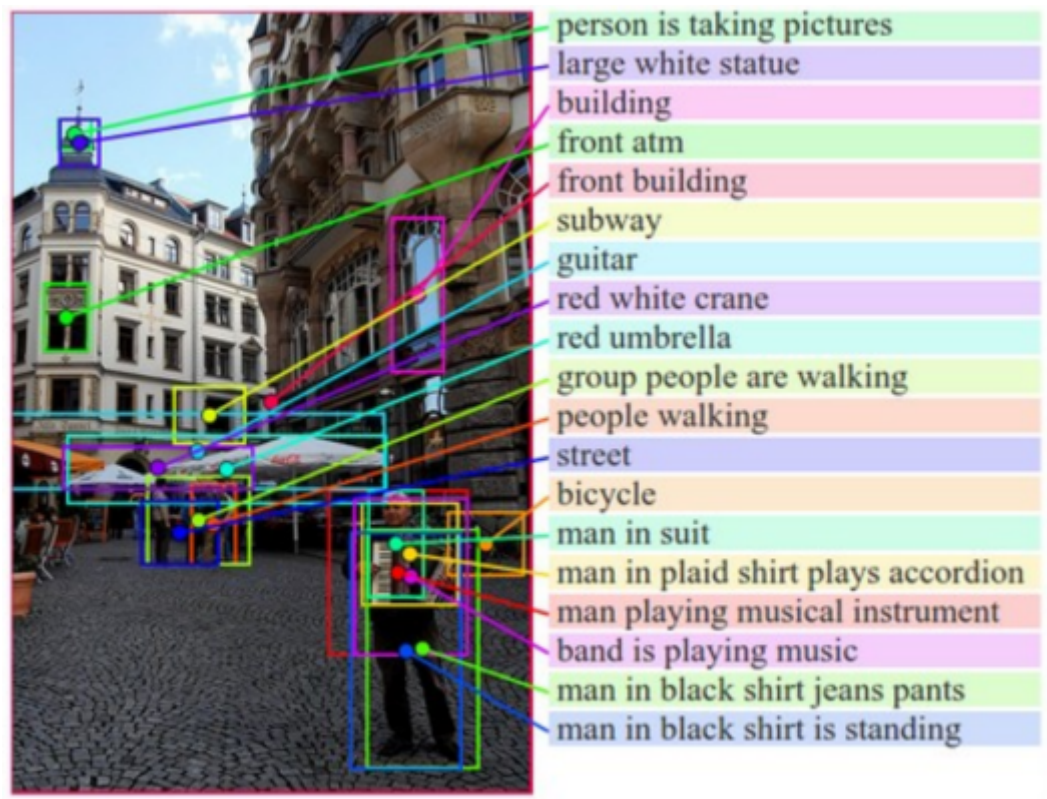 person is taking pictures
large white statue
building
front atm
front building
subway
guitar
red white crane
red umbrella
group people are walking
people walking
street
bicycle
man in suit
man in plaid shirt plays accordion
man playing musical instrument
band is playing music
man in black shirt jeans pants
man in black shirt is standing